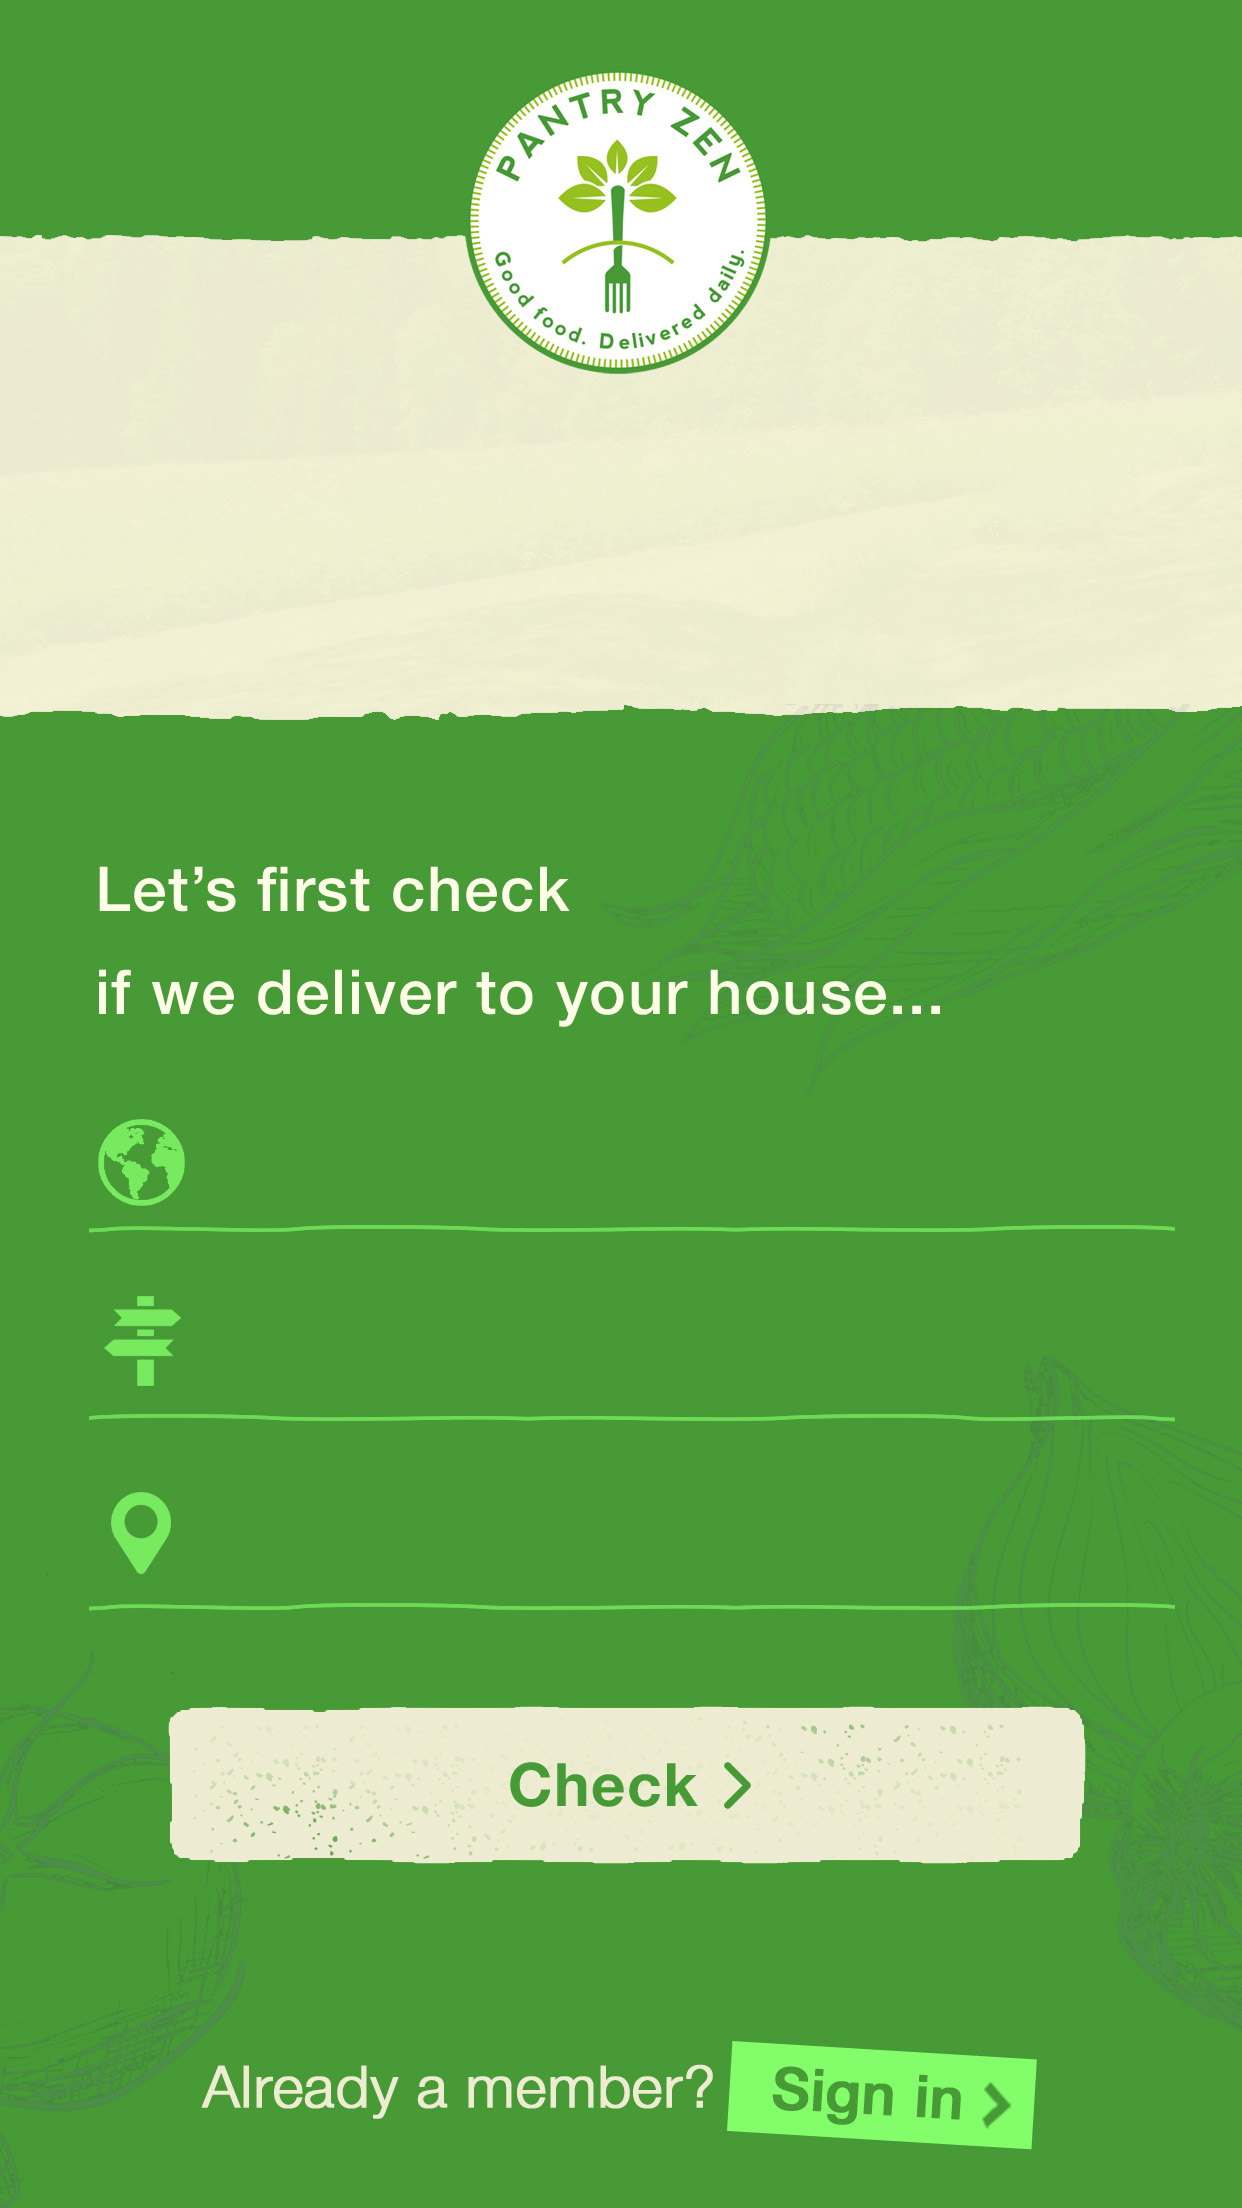 PANTRY ZEN
Good food. Delivered daily.
Let’s first check
if we deliver to your house...
Check
Already a member? Sign in